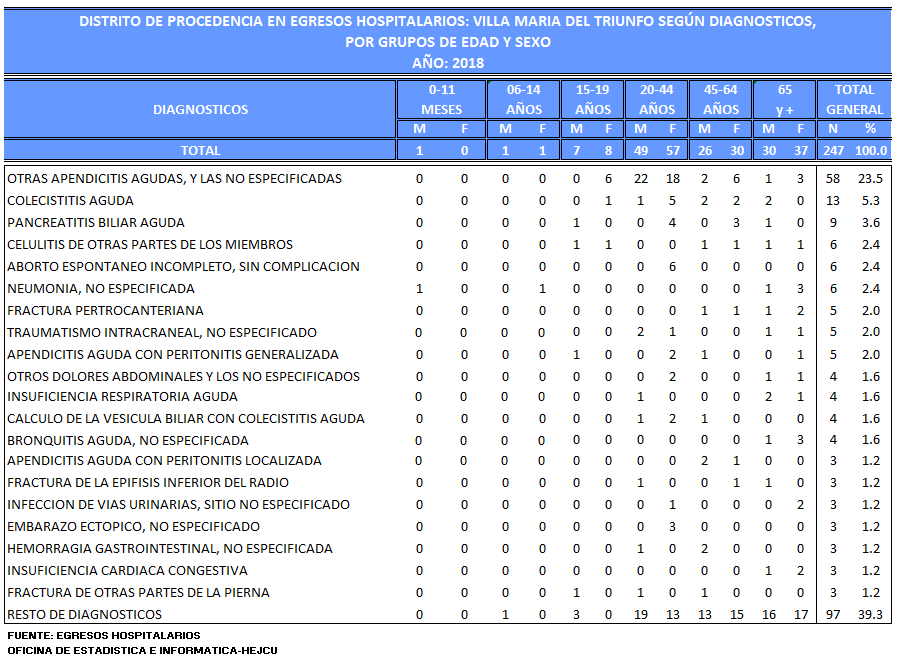 DISTRITO DE PROCEDENCIA EN EGRESOS HOSPITALARIOS: VILLA MARIA DEL TRIUNFO SEGÚN DIAGNOSTICOS,
POR GRUPOS DE EDAD Y SEXO
AÑO: 2018
DIAGNOSTICOS 0-11 MESES 06-14 AÑOS 15-19 AÑOS 20-44 AÑOS 45-64 AÑOS 65 y + TOTAL GENERAL
M F M F M F M F M F M F N %
TOTAL 1 0 1 1 7 8 49 57 26 30 30 37 247 100.0
OTRAS APENDICITIS AGUDAS, Y LAS NO ESPECIFICADAS 0 0 0 0 0 6 22 18 2 6 1 3 58 23.5
COLECISTITIS AGUDA 0 0 0 0 0 1 1 5 2 2 2 0 13 5.3
PANCREATITIS BILIAR AGUDA 0 0 0 0 1 0 0 4 0 3 1 0 9 3.6
CELULITIS DE OTRAS PARTES DE LOS MIEMBROS 0 0 0 0 1 1 0 0 1 1 1 1 6 2.4
ABORTO ESPONTANEO INCOMPLETO, SIN COMPLICACION 0 0 0 0 0 0 0 6 0 0 0 0 6 2.4
NEUMONIA, NO ESPECIFICADA 1 0 0 1 0 0 0 0 0 0 1 3 6 2.4
FRACTURA PERTROCANTERIANA 0 0 0 0 0 0 0 0 1 1 1 2 5 2.0
TRAUMATISMO INTRACRANEAL, NO ESPECIFICADO 0 0 0 0 0 0 2 1 0 0 1 1 5 2.0
APENDICITIS AGUDA CON PERITONITIS GENERALIZADA 0 0 0 0 1 0 0 2 1 0 0 1 5 2.0
OTROS DOLORES ABDOMINALES Y LOS NO ESPECIFICADOS 0 0 0 0 0 0 0 2 0 0 1 1 4 1.6
INSUFICIENCIA RESPIRATORIA AGUDA 0 0 0 0 0 0 1 0 0 0 2 1 4 1.6
CALCULO DE LA VESICULA BILIAR CON COLECISTITIS AGUDA 0 0 0 0 0 0 1 2 1 0 0 0 4 1.6
BRONQUITIS AGUDA, NO ESPECIFICADA 0 0 0 0 0 0 0 0 0 0 1 3 4 1.6
APENDICITIS AGUDA CON PERITONITIS LOCALIZADA 0 0 0 0 0 0 0 0 2 1 0 0 3 1.2
FRACTURA DE LA EPIFISIS INFERIOR DEL RADIO 0 0 0 0 0 0 1 0 0 1 1 0 3 1.2
INFECCION DE VIAS URINARIAS, SITIO NO ESPECIFICADO 0 0 0 0 0 0 0 1 0 0 0 2 3 1.2
EMBARAZO ECTOPICO, NO ESPECIFICADO 0 0 0 0 0 0 0 3 0 0 0 0 3 1.2
HEMORRAGIA GASTROINTESTINAL, NO ESPECIFICADA 0 0 0 0 0 0 1 0 2 0 0 0 3 1.2
INSUFICIENCIA CARDIACA CONGESTIVA 0 0 0 0 0 0 0 0 0 0 1 2 3 1.2
FRACTURA DE OTRAS PARTES DE LA PIERNA 0 0 0 0 1 0 1 0 1 0 0 0 3 1.2
RESTO DE DIAGNOSTICOS 0 0 1 0 3 0 19 13 13 15 16 17 97 39.3
FUENTE: EGRESOS HOSPITALARIOS
OFICINA DE ESTADISTICA E INFORMATICA-HEJCU